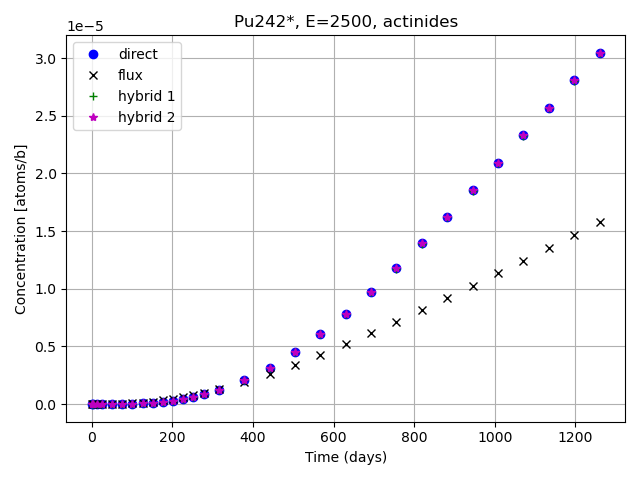 Pu242*, E=2500, actinides
1e−5
direct
flux
hybrid 1
hybrid 2
3.0
2.5
2.0
1.5
1.0
0.5
0.0
Concentration [atoms/b]
0 200 400 600 800 1000 1200
Time (days)